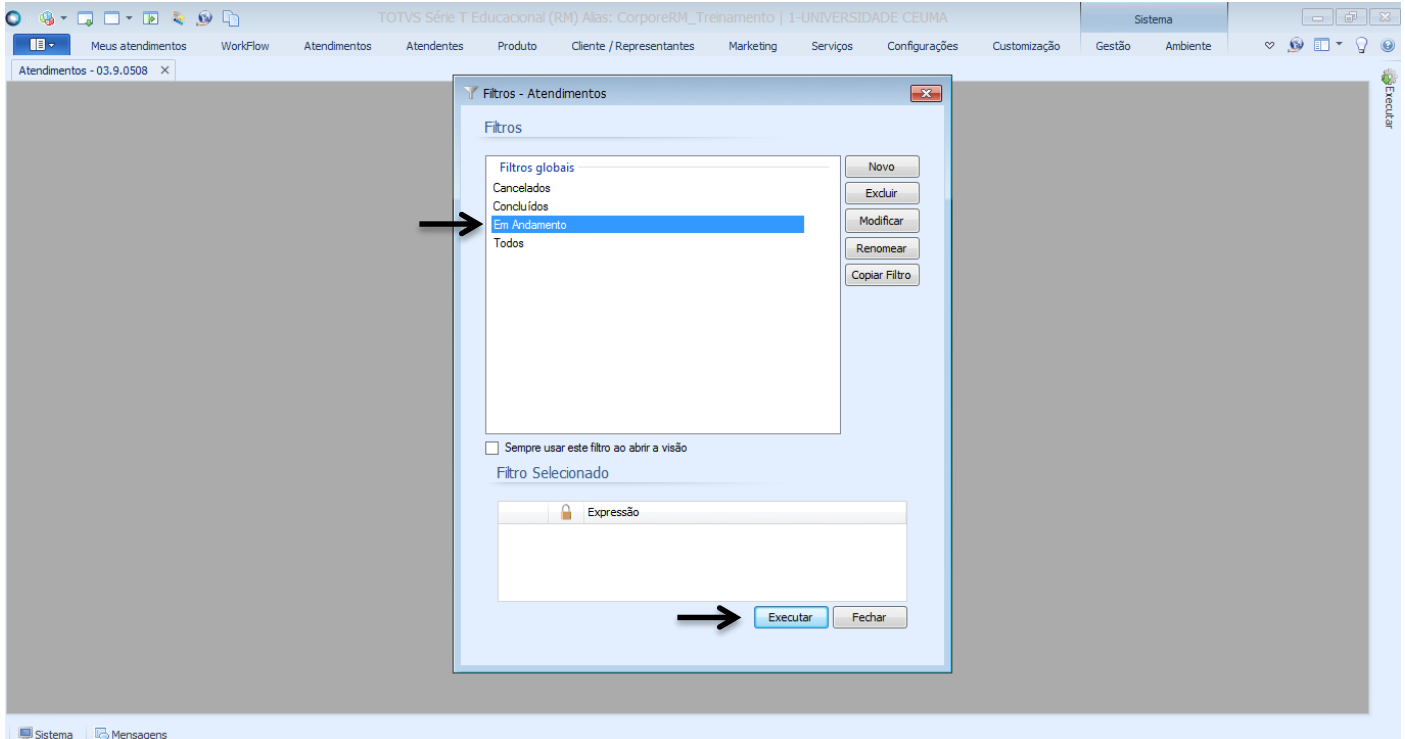 TOTVS Série T Educacional (RM) Alias: CorporeRM_Treinamento | 1-UNIVERSIDADE CEUMA
Sistema
Meus atendimentos WorkFlow Atendimentos Atendentes Produto Cliente / Representantes Marketing Serviços Configurações Customização Gestão Ambiente
Atendimentos - 03.9.0508
Executar
Filtros - Atendimentos
Filtros
Filtros globais
Cancelados
Concluídos
Em Andamento
Todos
Novo
Excluir
Modificar
Renomear
Copiar Filtro
Sempre usar este filtro ao abrir a visão
Filtro Selecionado
Expressão
Executar Fechar
Sistema Mensagens